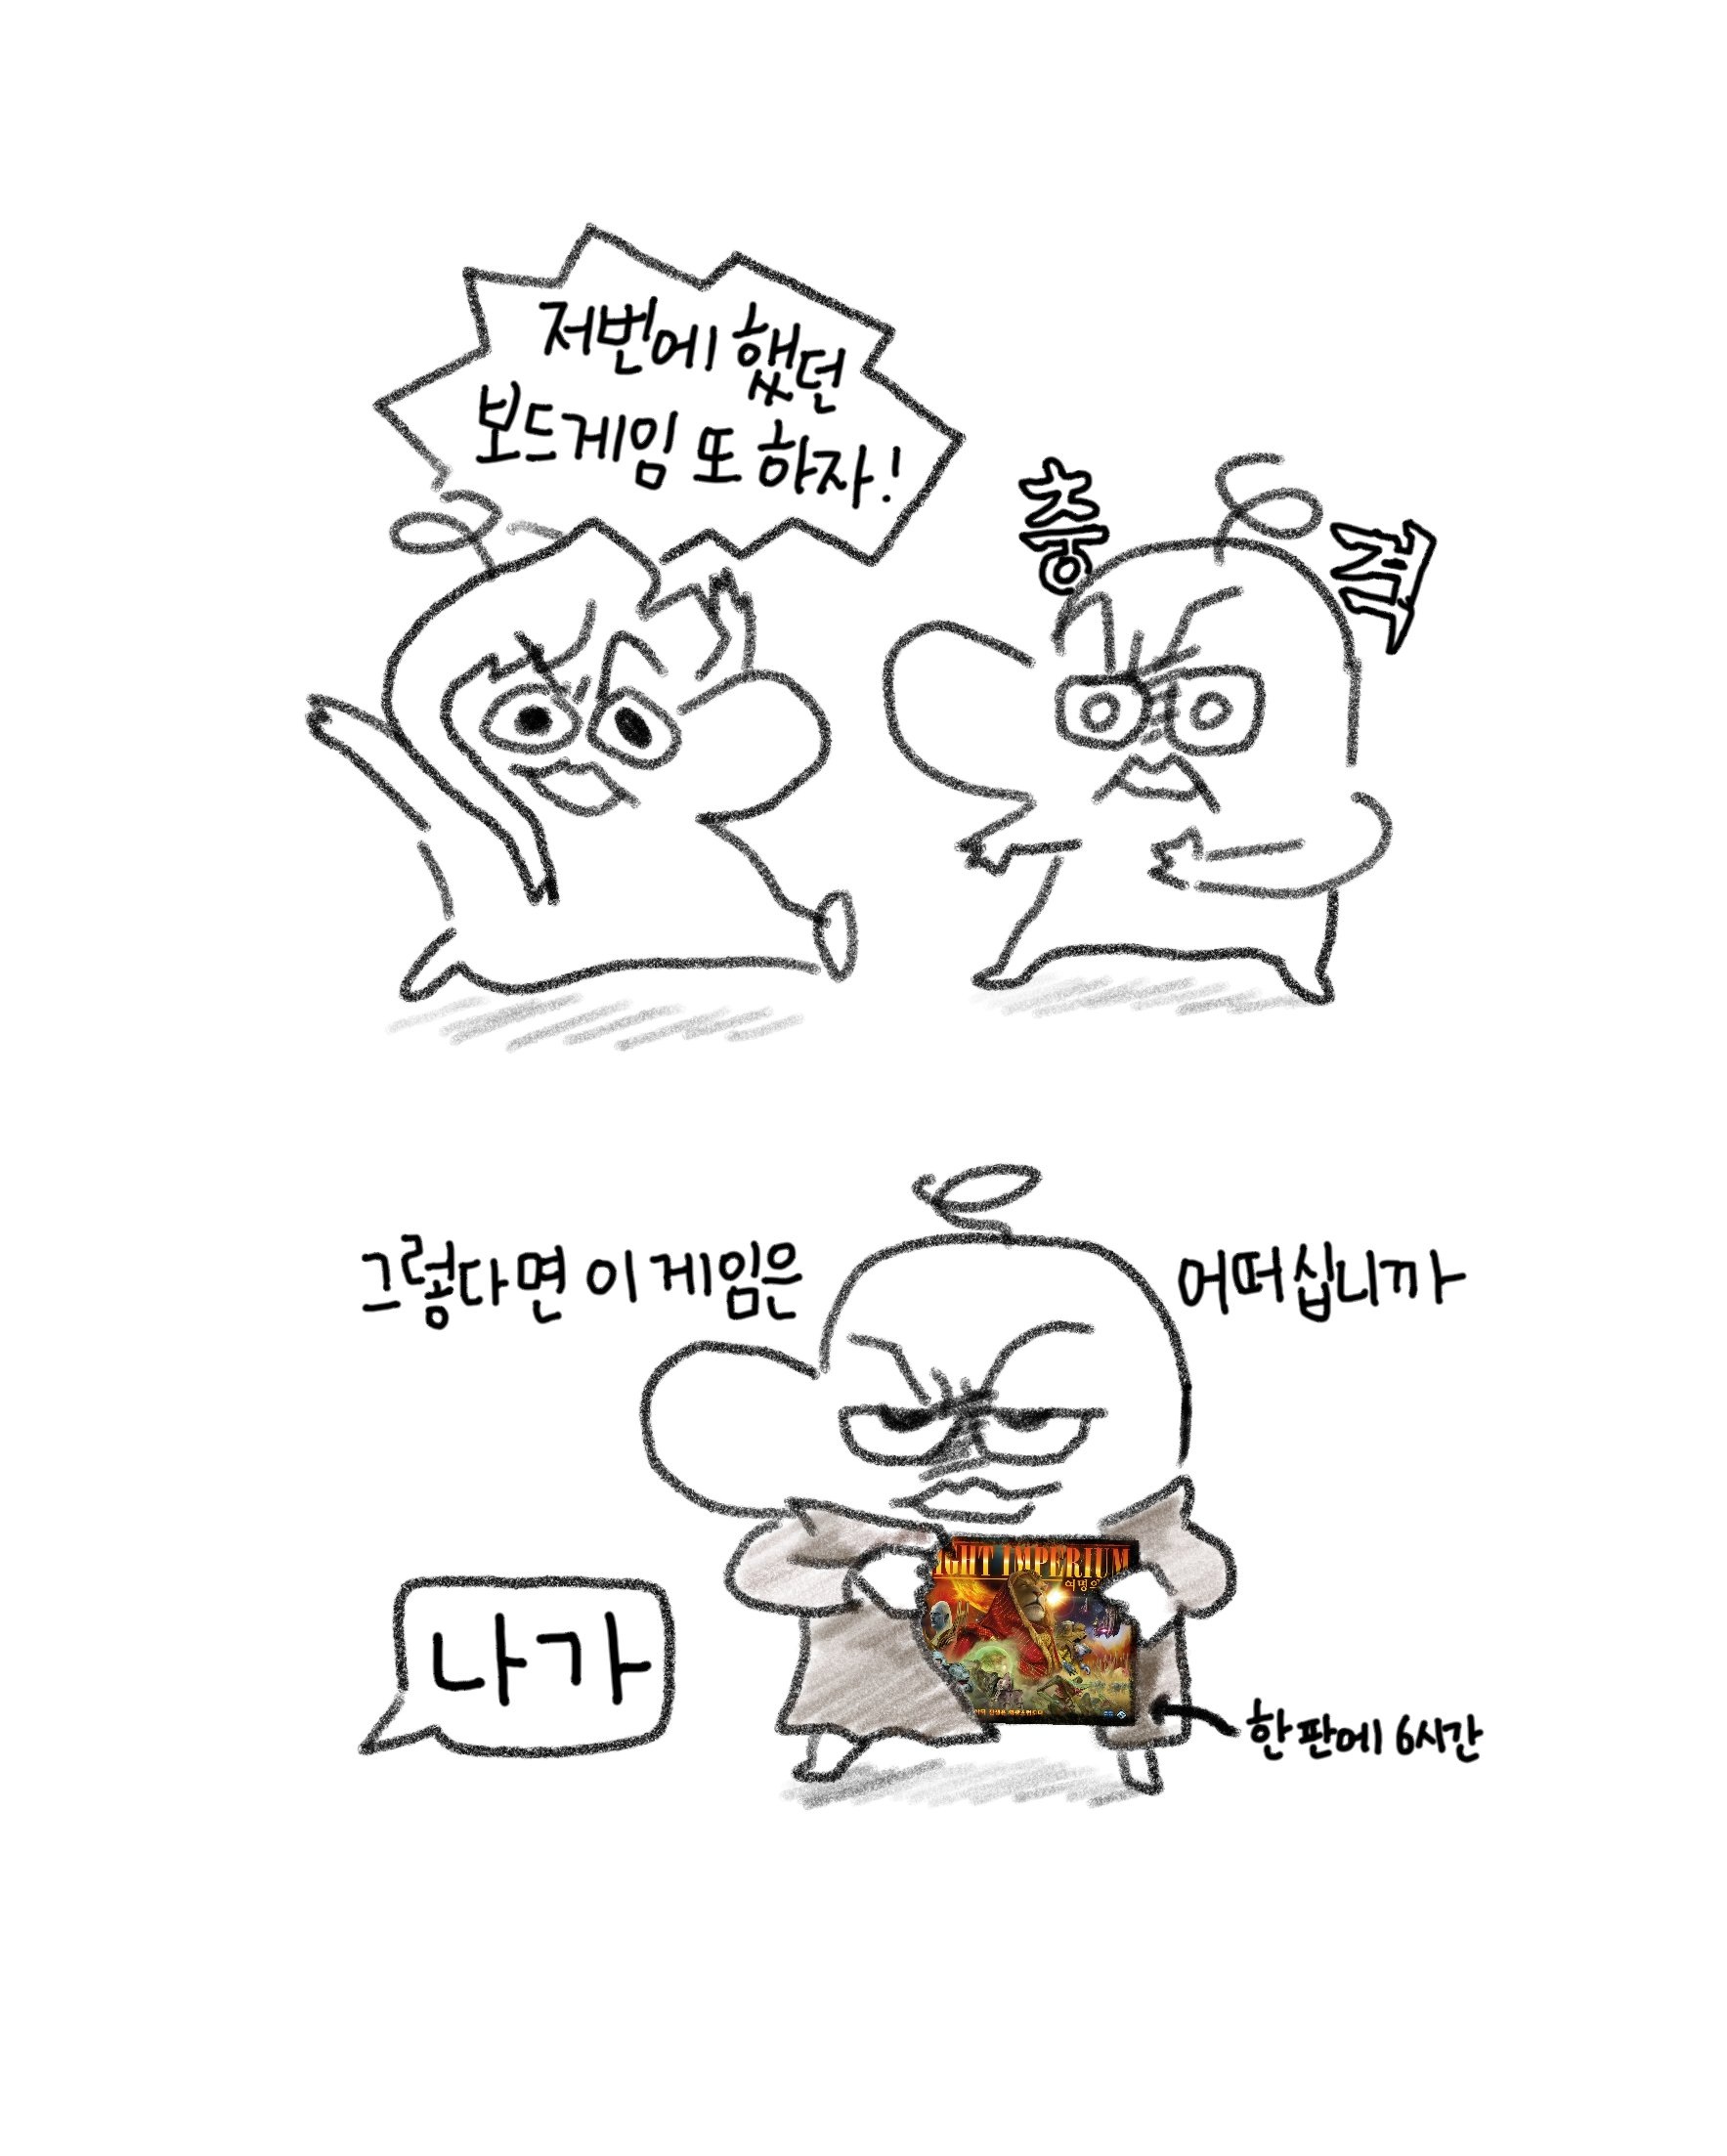 저번에 했던
보드게임 또 하자!
충격
그렇다면 이 게임은 어떠십니까
IGHT IMPERIUM
나가
한 판에 6시간